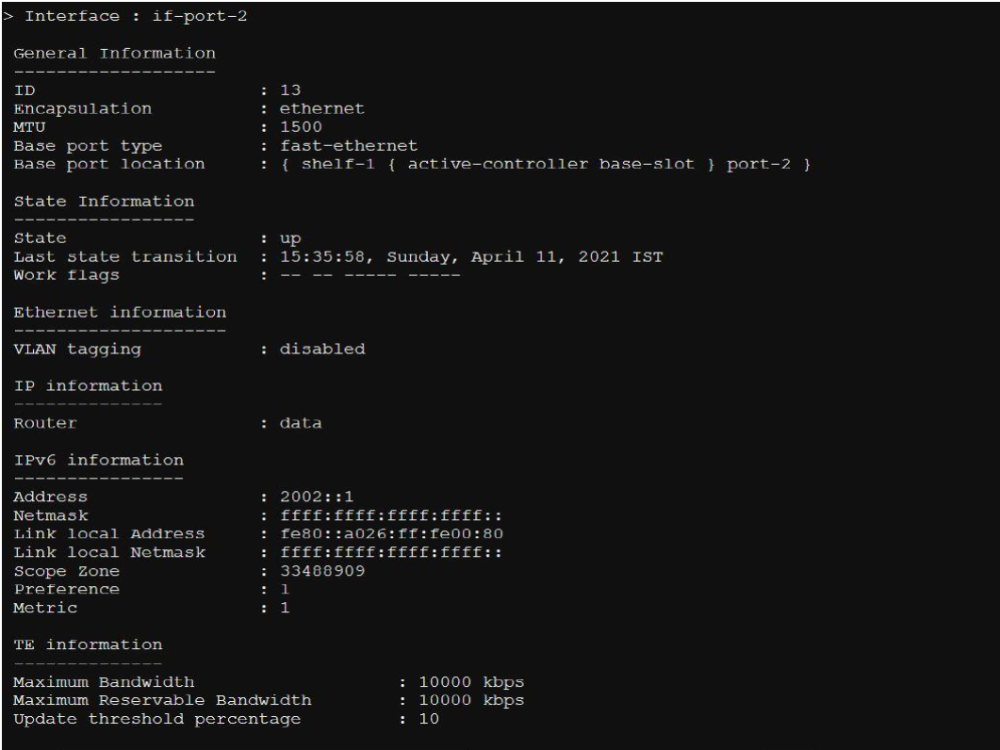 > Interface : if-port-2
General Information
-------------------
ID : 13
Encapsulation : ethernet
MTU : 1500
Base port type : fast-ethernet
Base port location : { shelf-1 { active-controller base-slot } port-2 }
State Information
-----------------
State : up
Last state transition : 15:35:58, Sunday, April 11, 2021 IST
Work flags : -- -- ----- -----
Ethernet information
--------------------
VLAN tagging : disabled
IP information
--------------
Router : data
IPv6 information
----------------
Address : 2002::1
Netmask : ffff:ffff:ffff:ffff::
Link local Address : fe80::a026:ff:fe00:80
Link local Netmask : ffff:ffff:ffff:ffff::
Scope Zone : 33488909
Preference : 1
Metric : 1
TE information
--------------
Maximum Bandwidth : 10000 kbps
Maximum Reservable Bandwidth : 10000 kbps
Update threshold percentage : 10